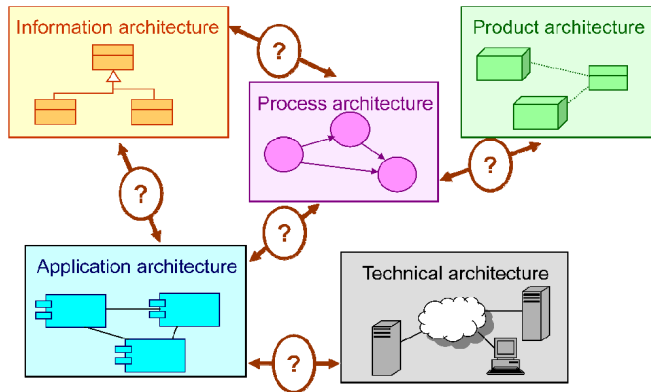 Information architecture
?
Product architecture
Process architecture
?
?
?
Application architecture
Technical architecture
?